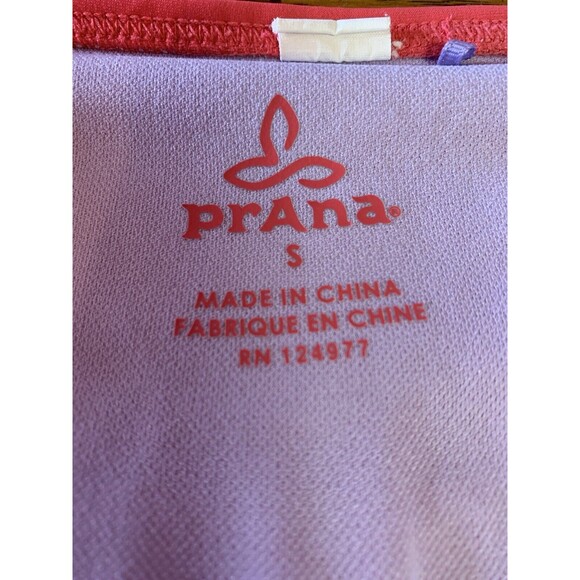 prAna®
S
MADE IN CHINA
FABRIQUE EN CHINE
RN 124977